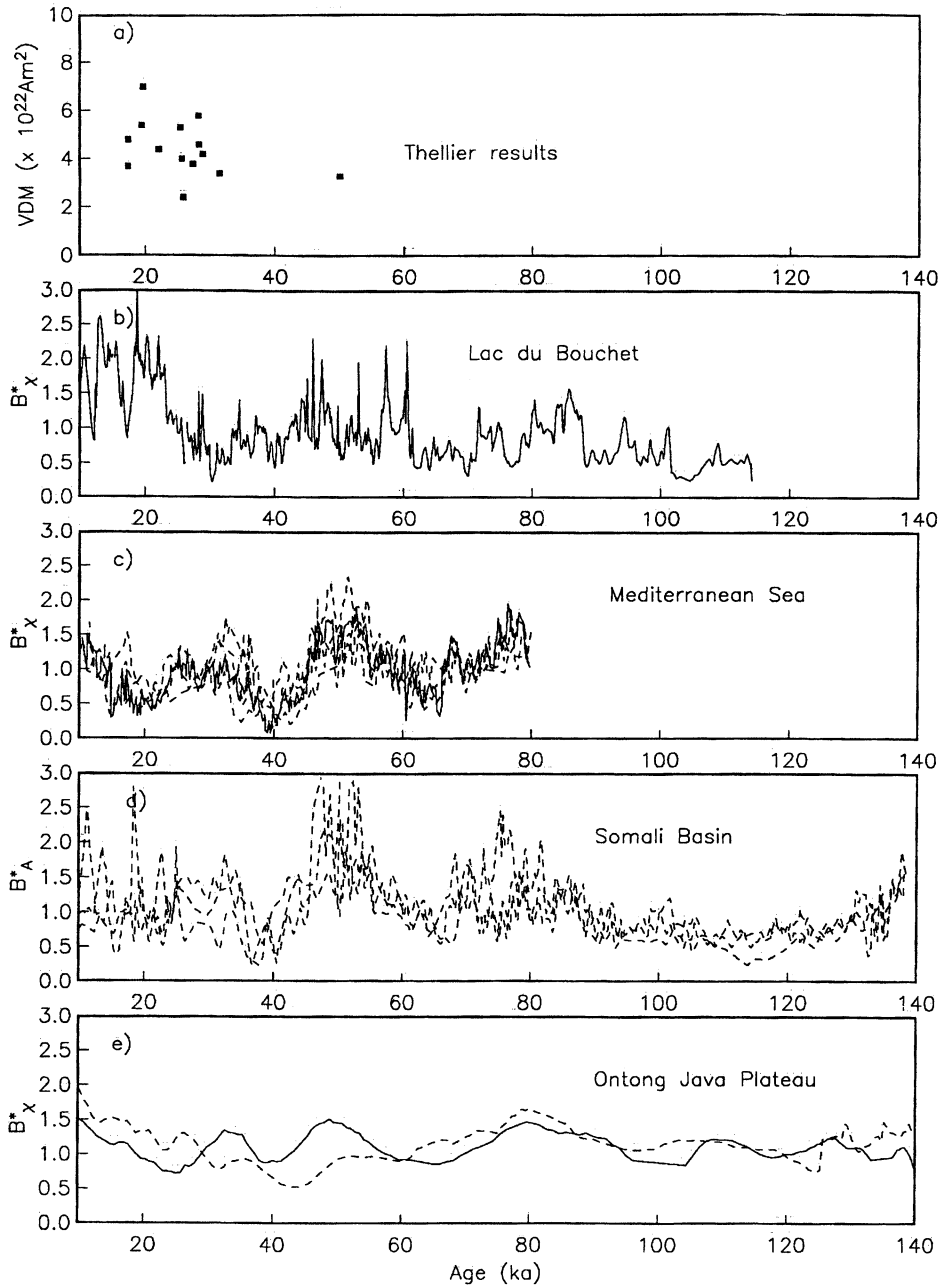 a)
10
8
6
4
2
0
VDM (x 10²²Am²)
Thellier results
20 40 60 80 100 120 140
b)
3.0
2.5
2.0
1.5
1.0
0.5
0.0
B*χ
Lac du Bouchet
20 40 60 80 100 120 140
c)
3.0
2.5
2.0
1.5
1.0
0.5
0.0
B*χ
Mediterranean Sea
20 40 60 80 100 120 140
d)
3.0
2.5
2.0
1.5
1.0
0.5
0.0
B*A
Somali Basin
20 40 60 80 100 120 140
e)
3.0
2.5
2.0
1.5
1.0
0.5
0.0
B*χ
Ontong Java Plateau
20 40 60 80 100 120 140
Age (ka)